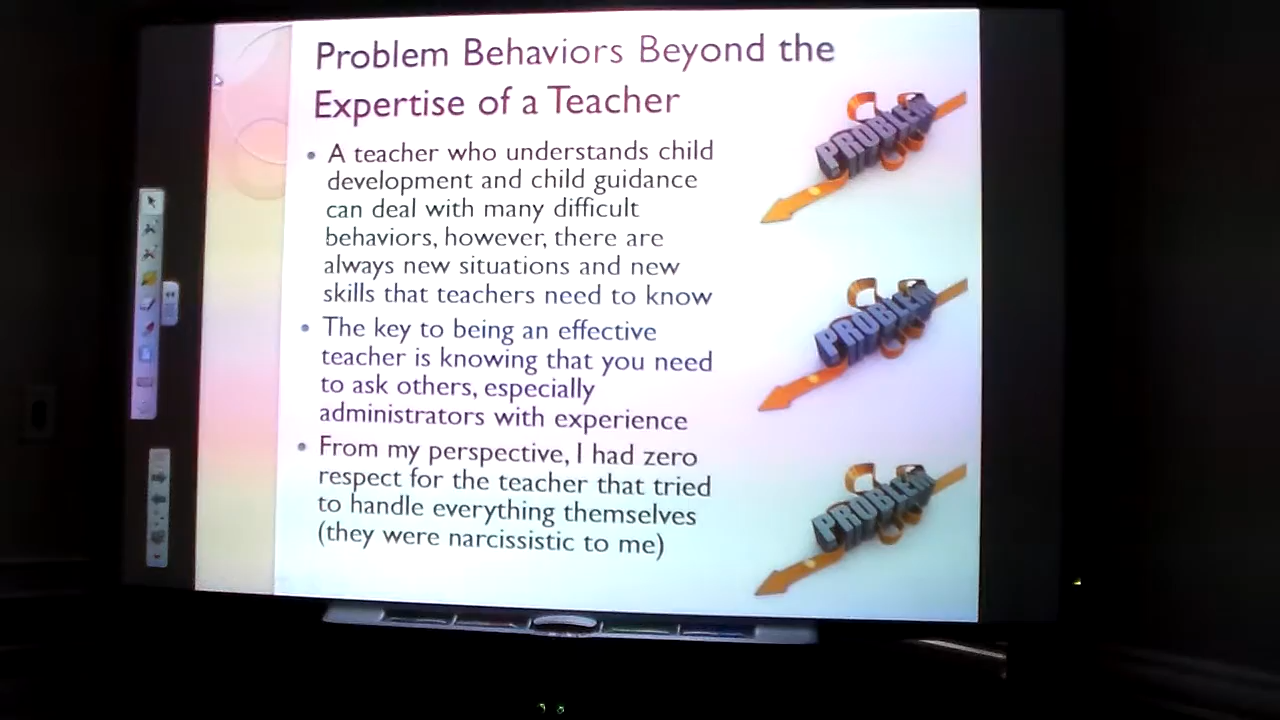 Problem Behaviors Beyond the
Expertise of a Teacher
• A teacher who understands child
development and child guidance
can deal with many difficult
behaviors, however, there are
always new situations and new
skills that teachers need to know
• The key to being an effective
teacher is knowing that you need
to ask others, especially
administrators with experience
• From my perspective, I had zero
respect for the teacher that tried
to handle everything themselves
(they were narcissistic to me)
PROBLEM
PROBLEM
PROBLEM